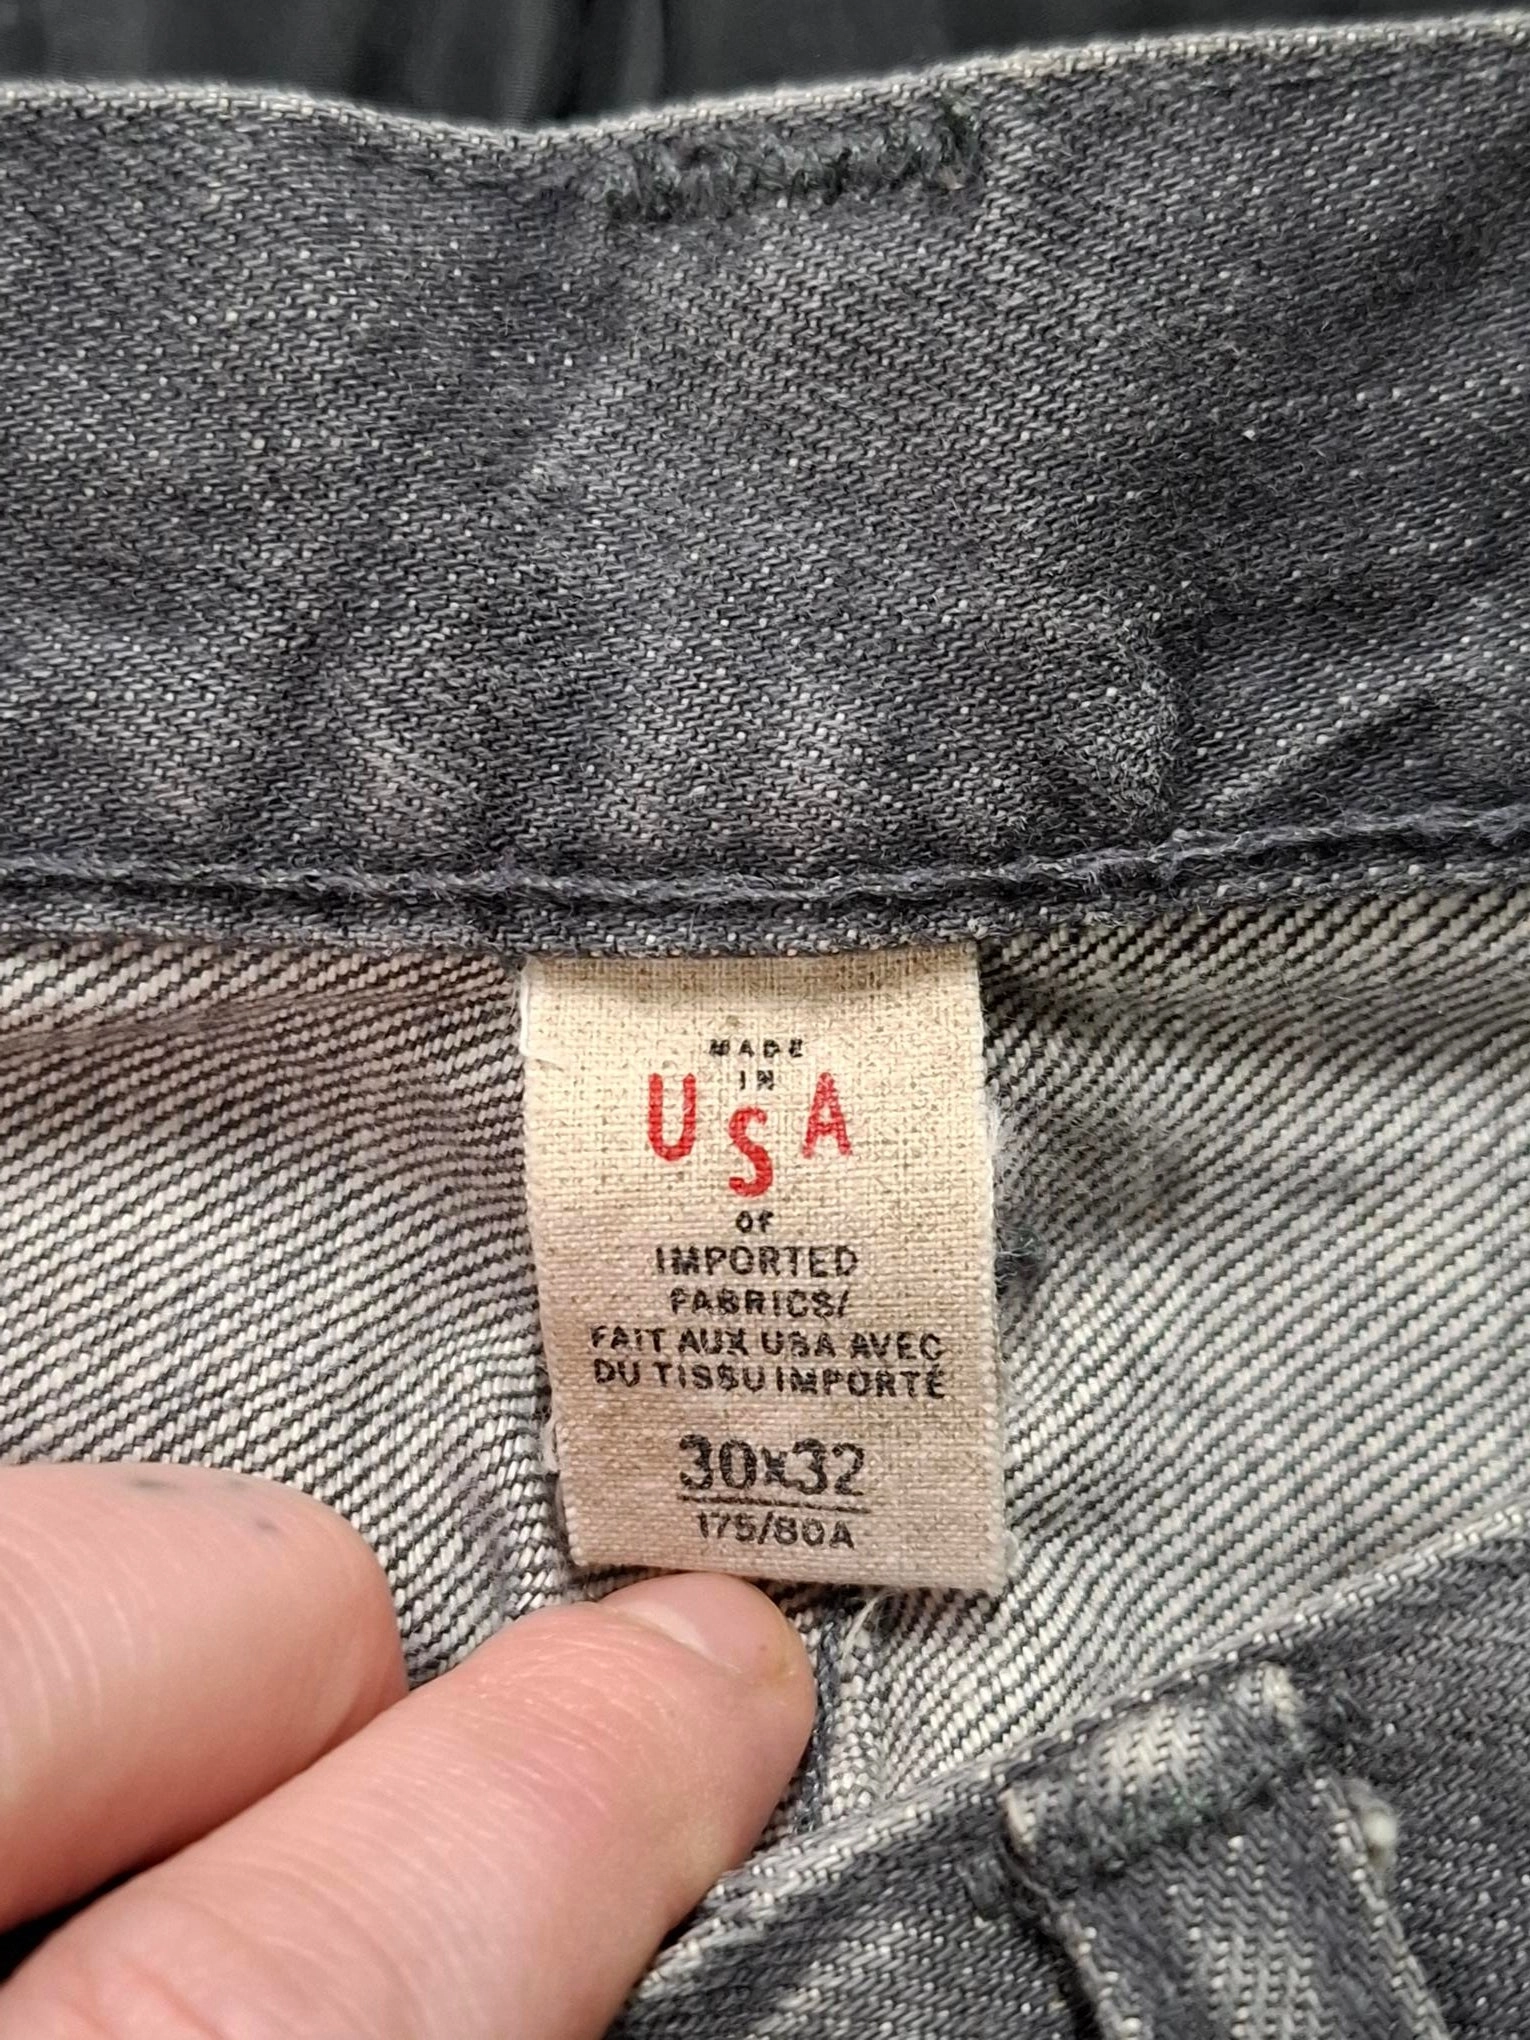 MADE
IN
USA
OF
IMPORTED
FABRICS/
FAIT AUX USA AVEC
DU TISSU IMPORTÉ
30x32
175/80A